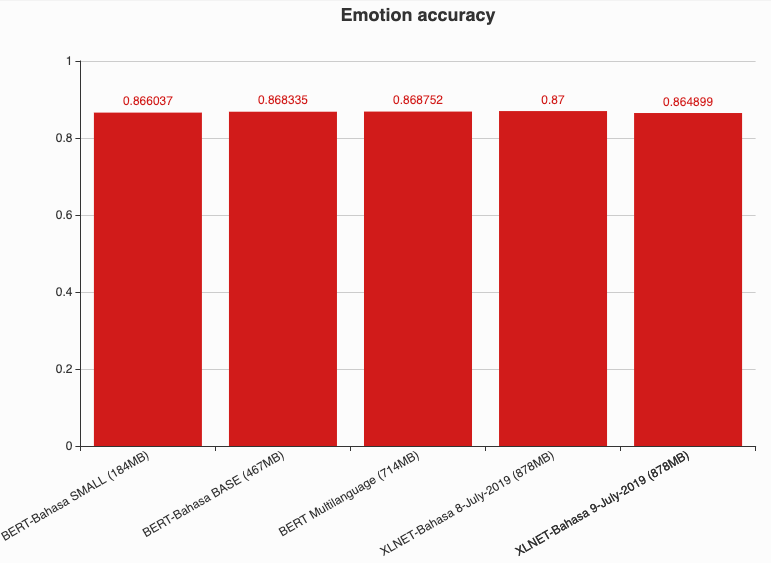 Emotion accuracy
1
0.8
0.6
0.4
0.2
0
0.866037
0.868335
0.868752
0.87
0.864899
BERT-Bahasa SMALL (184MB)
BERT-Bahasa BASE (467MB)
BERT Multilanguage (714MB)
XLNET-Bahasa 8-July-2019 (878MB)
XLNET-Bahasa 9-July-2019 (878MB)